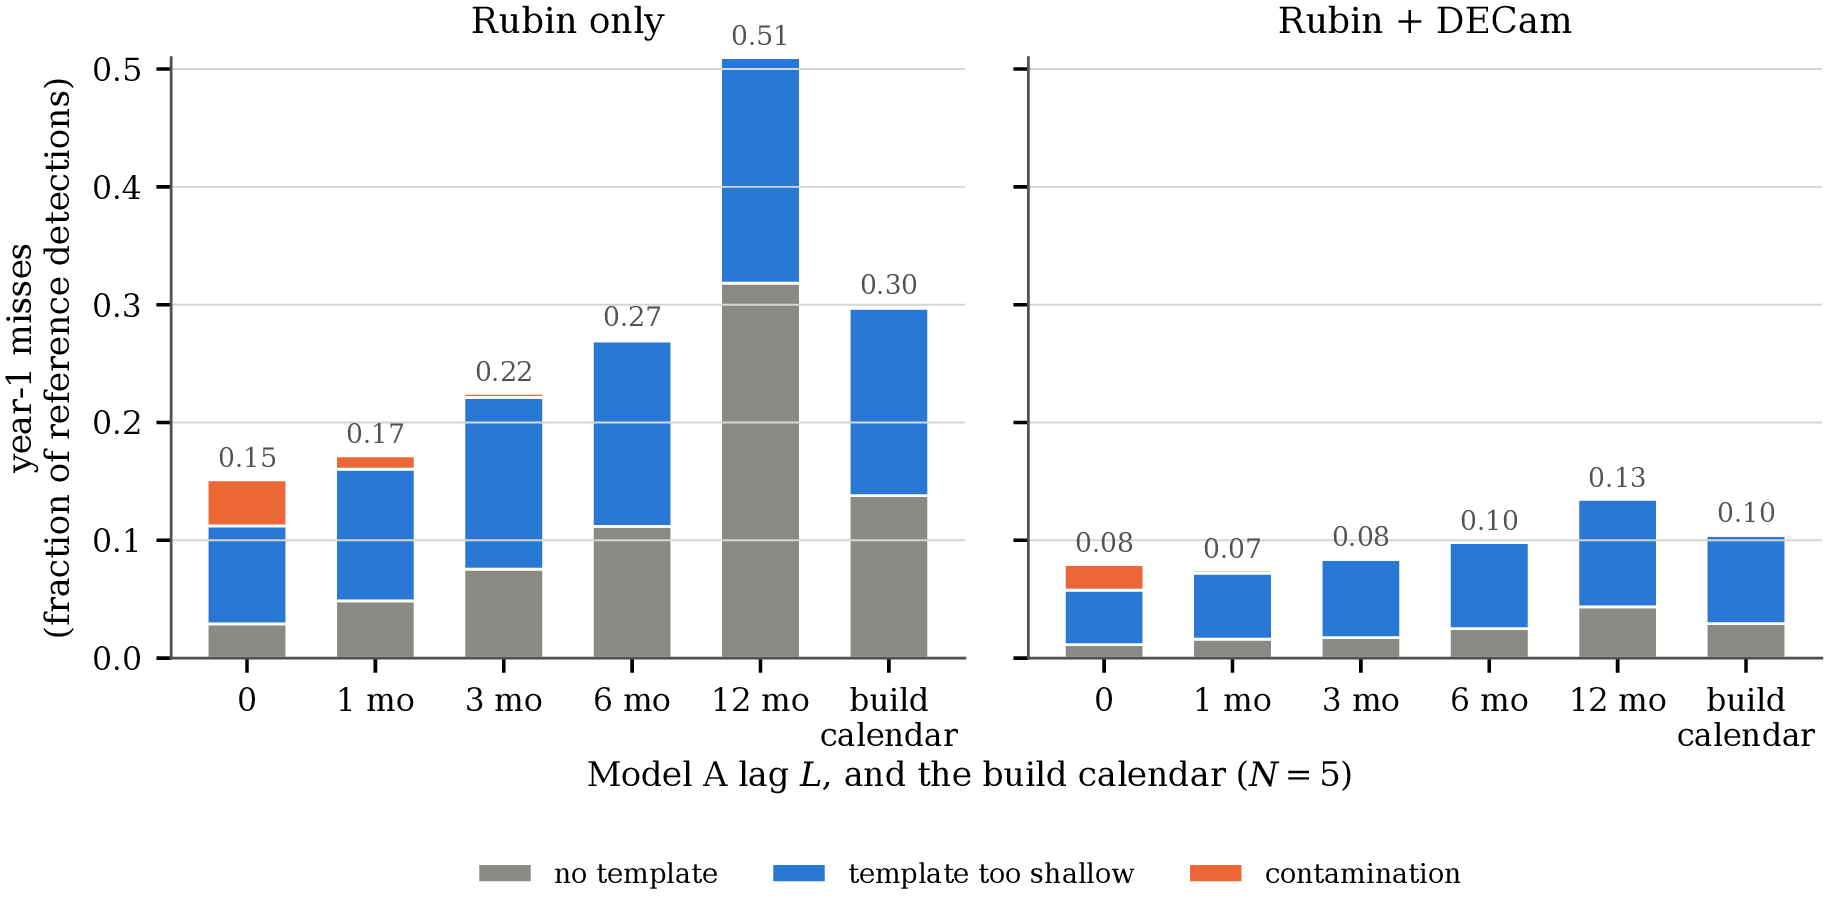 Rubin only
Rubin + DECam
year-1 misses
(fraction of reference detections)
0.5
0.4
0.3
0.2
0.1
0.0
0.15
0.17
0.22
0.27
0.51
0.30
0.08
0.07
0.08
0.10
0.13
0.10
0
1 mo
3 mo
6 mo
12 mo
build
calendar
0
1 mo
3 mo
6 mo
12 mo
build
calendar
Model A lag L, and the build calendar (N = 5)
no template
template too shallow
contamination